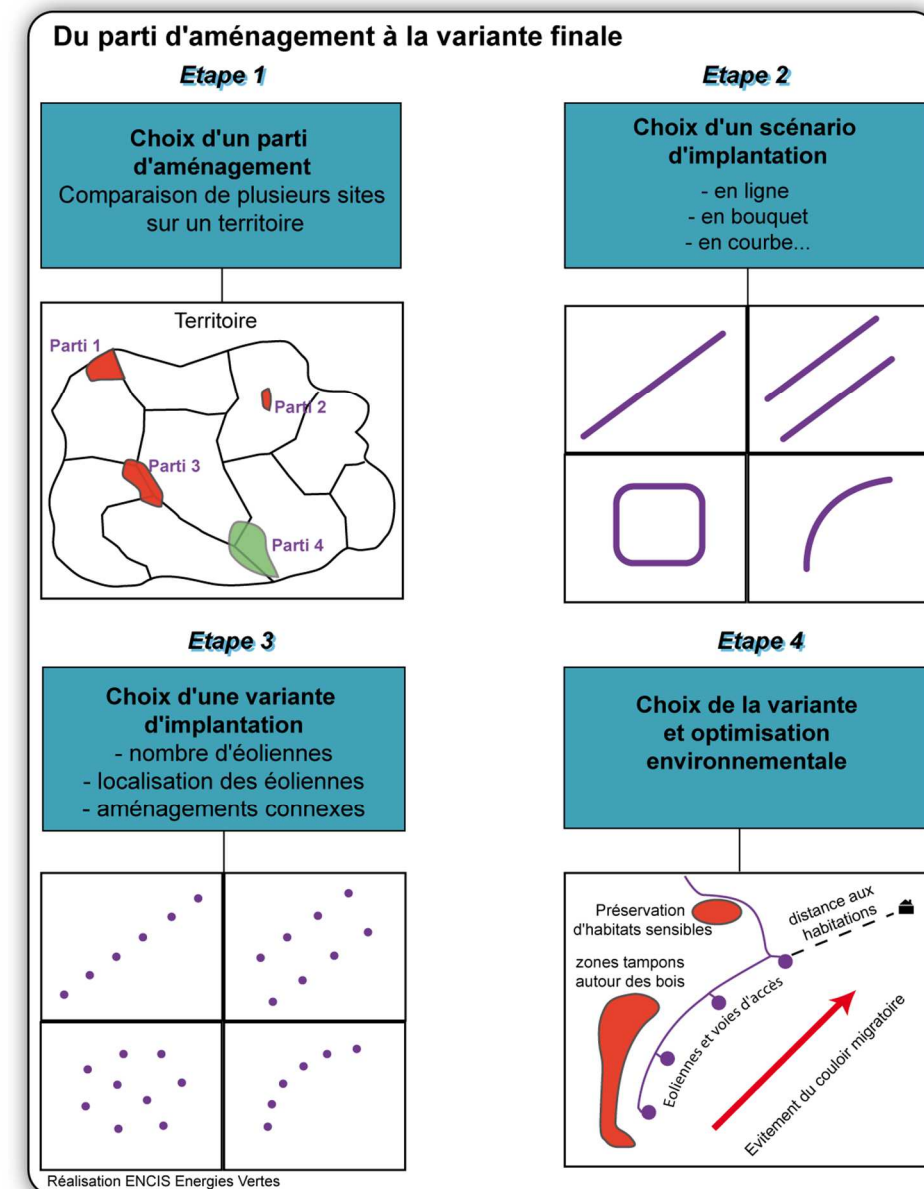 Du parti d'aménagement à la variante finale
Etape 1
Choix d'un parti
d'aménagement
Comparaison de plusieurs sites
sur un territoire
Territoire
Parti 1
Parti 2
Parti 3
Parti 4
Etape 2
Choix d'un scénario
d'implantation
- en ligne
- en bouquet
- en courbe...
Etape 3
Choix d'une variante
d'implantation
- nombre d'éoliennes
- localisation des éoliennes
- aménagements connexes
Etape 4
Choix de la variante
et optimisation
environnementale
Préservation
d'habitats sensibles
distance aux
habitations
zones tampons
autour des bois
Eoliennes et voies d'accès
Evitement du couloir migratoire
Réalisation ENCIS Energies Vertes